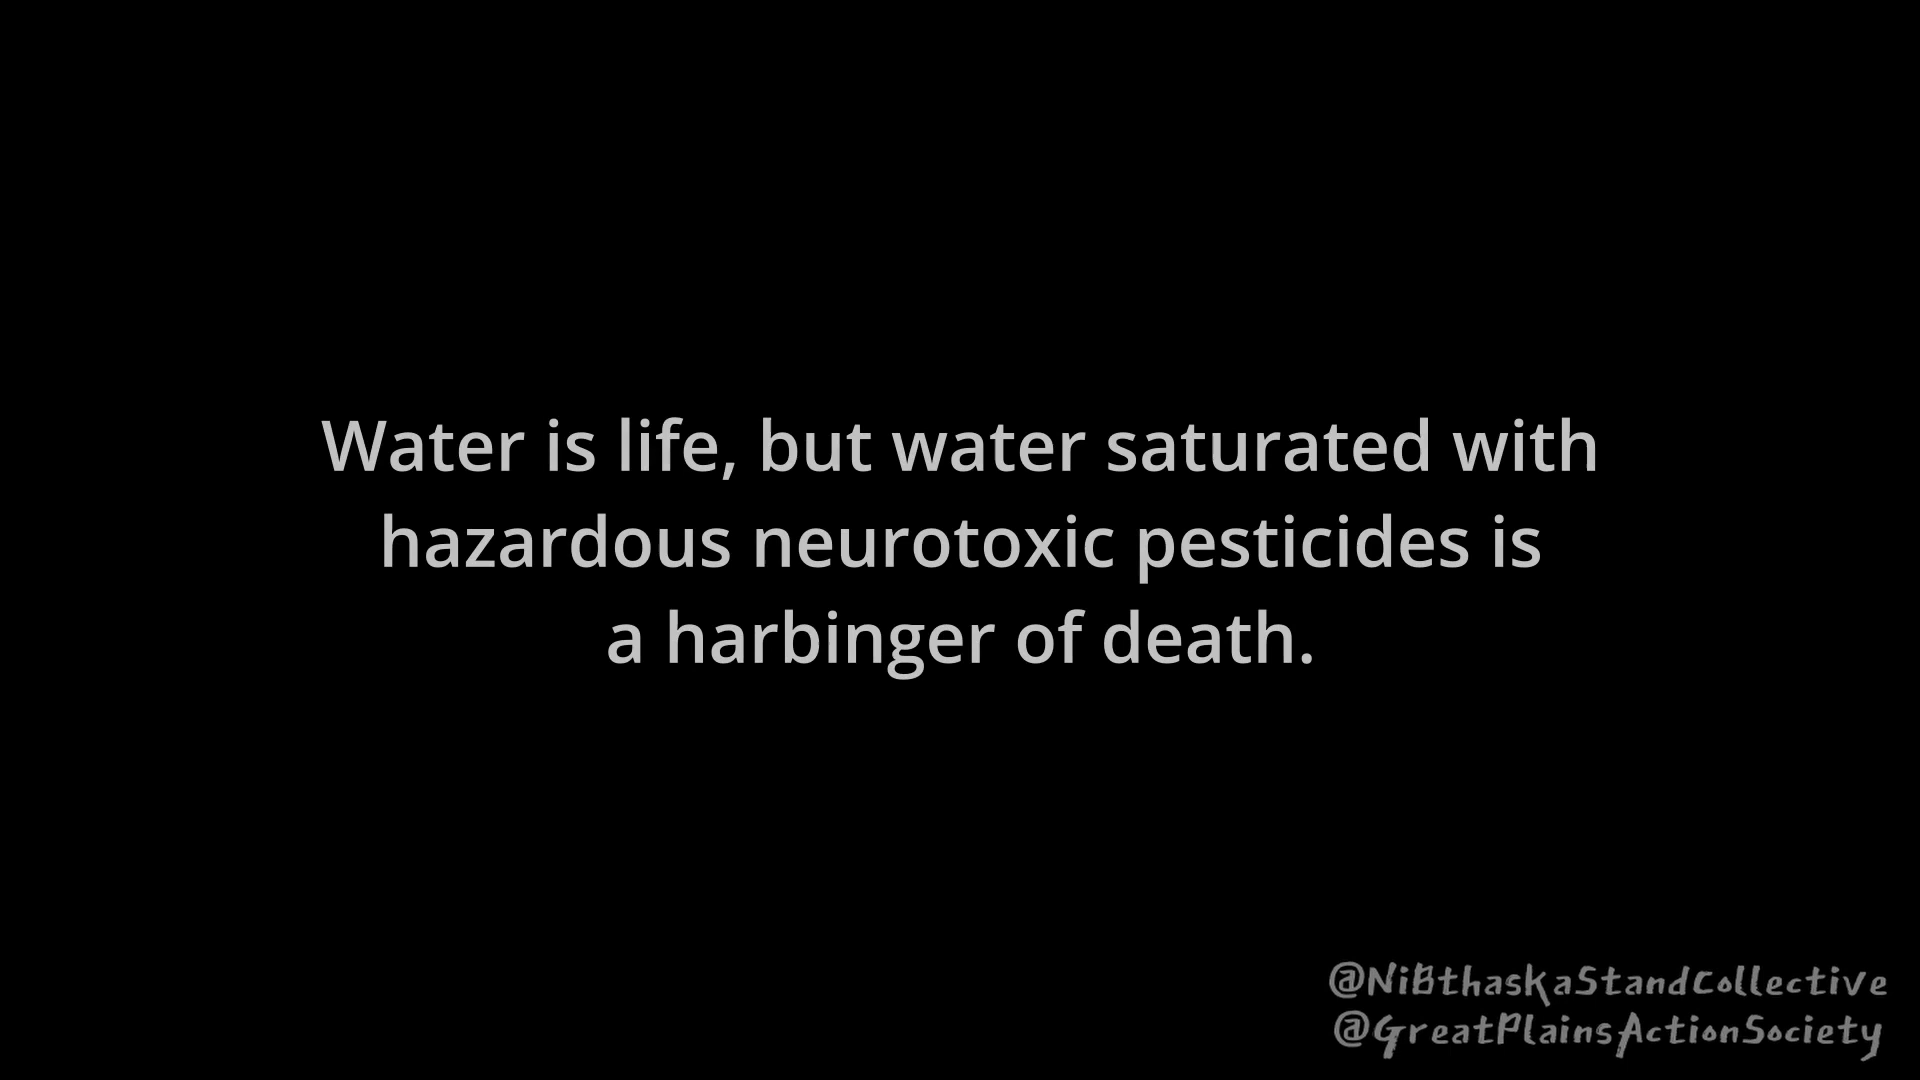 Water is life, but water saturated with
hazardous neurotoxic pesticides is
a harbinger of death.
@NiBthaskaStandCollective
@GreatPlainsActionSociety